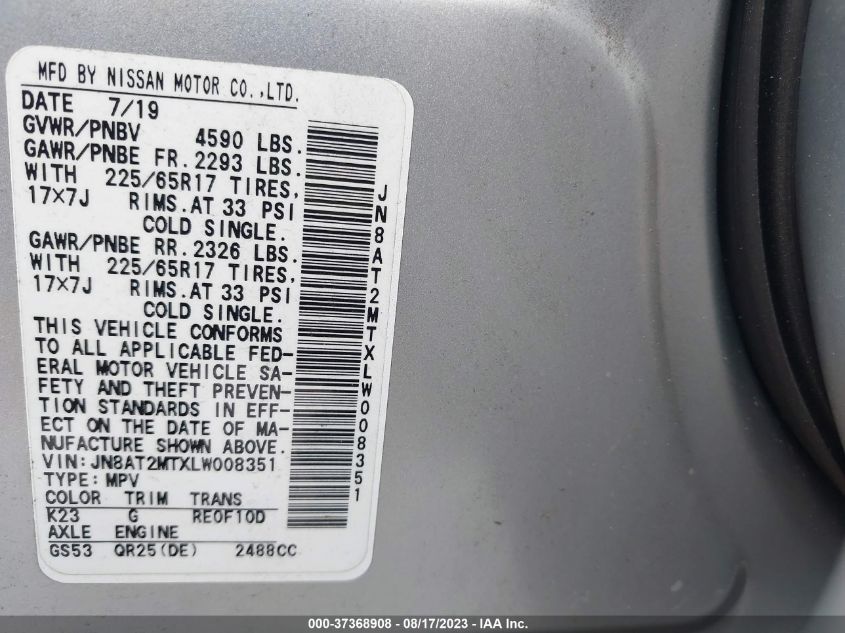 MFD BY NISSAN MOTOR CO.,LTD.
DATE 7/19
GVWR/PNBV 4590 LBS.
GAWR/PNBE FR. 2293 LBS.
WITH 225/65R17 TIRES,
17×7J RIMS.AT 33 PSI
COLD SINGLE.
GAWR/PNBE RR. 2326 LBS.
WITH 225/65R17 TIRES,
17×7J RIMS.AT 33 PSI
COLD SINGLE.
THIS VEHICLE CONFORMS
TO ALL APPLICABLE FED-
ERAL MOTOR VEHICLE SA-
FETY AND THEFT PREVEN-
TION STANDARDS IN EFF-
ECT ON THE DATE OF MA-
NUFACTURE SHOWN ABOVE.
VIN:JN8AT2MTXLW008351
TYPE:MPV
COLOR TRIM TRANS
K23 G RE0F10D
AXLE ENGINE
GS53 QR25(DE) 2488CC
JN8AT2MTXLW008351
000-37368908 - 08/17/2023 - IAA Inc.